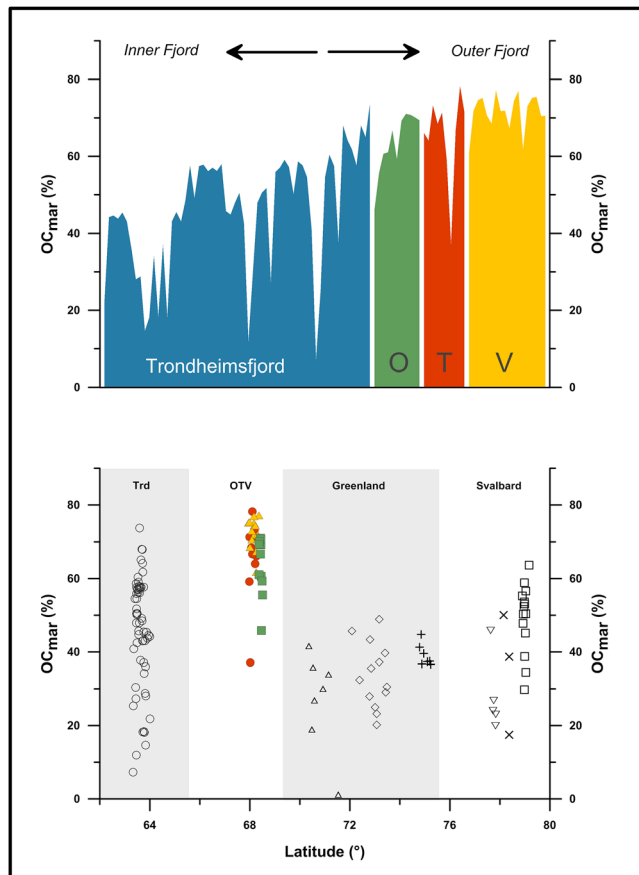 Inner Fjord
Outer Fjord
80
60
40
20
0
OCmar (%)
Trondheimsfjord
O
T
V
80
60
40
20
0
OCmar (%)
Trd
OTV
Greenland
Svalbard
80
60
40
20
0
OCmar (%)
80
60
40
20
0
OCmar (%)
64
68
72
76
80
Latitude (°)